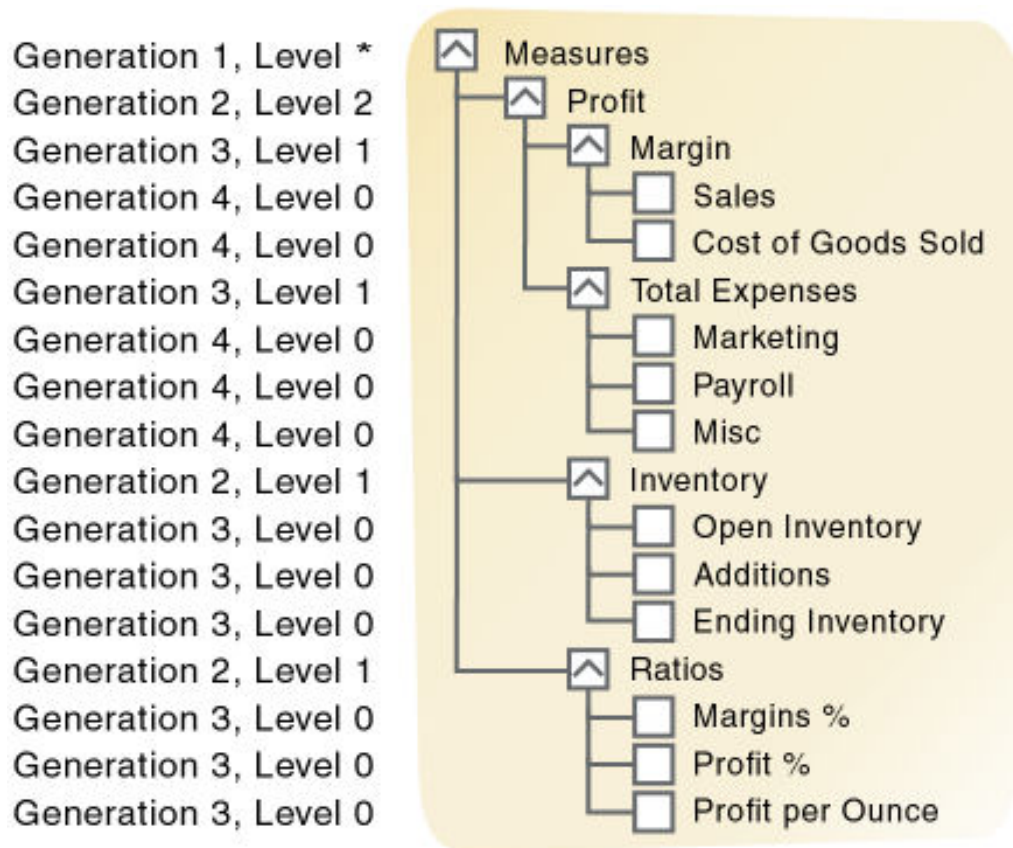 Generation 1, Level * Measures
Generation 2, Level 2 Profit
Generation 3, Level 1 Margin
Generation 4, Level 0 Sales
Generation 4, Level 0 Cost of Goods Sold
Generation 3, Level 1 Total Expenses
Generation 4, Level 0 Marketing
Generation 4, Level 0 Payroll
Generation 4, Level 0 Misc
Generation 2, Level 1 Inventory
Generation 3, Level 0 Open Inventory
Generation 3, Level 0 Additions
Generation 3, Level 0 Ending Inventory
Generation 2, Level 1 Ratios
Generation 3, Level 0 Margins %
Generation 3, Level 0 Profit %
Generation 3, Level 0 Profit per Ounce